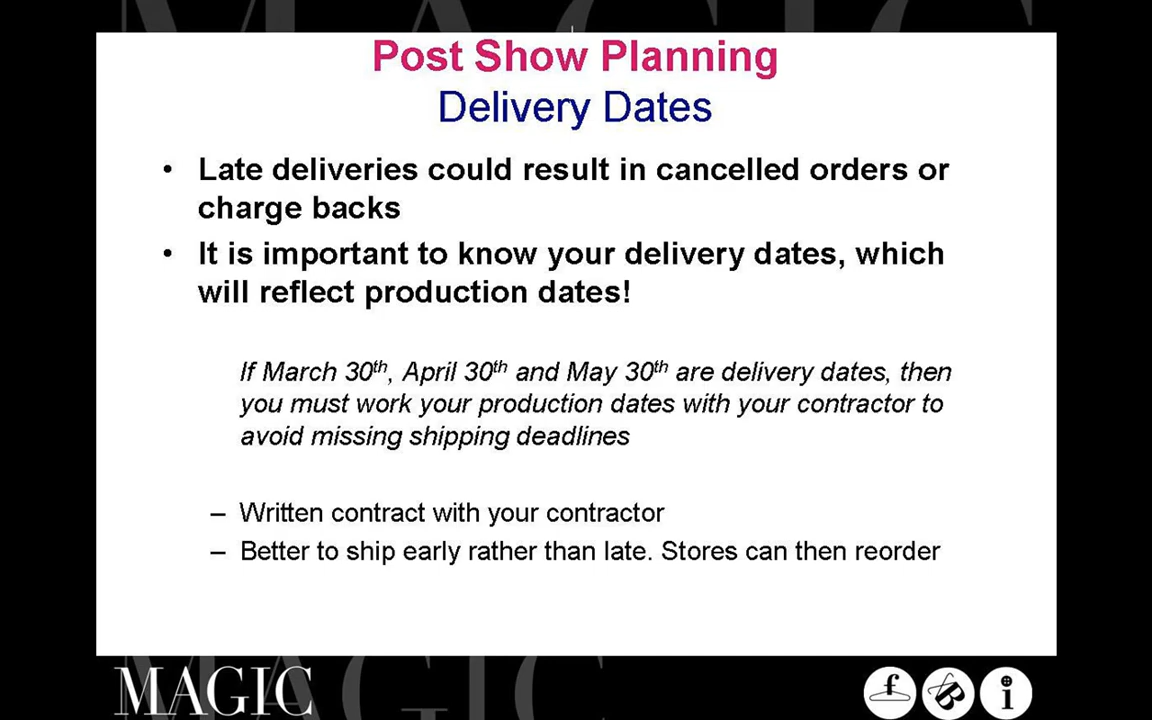 Post Show Planning
Delivery Dates
• Late deliveries could result in cancelled orders or
charge backs
• It is important to know your delivery dates, which
will reflect production dates!
If March 30th, April 30th and May 30th are delivery dates, then
you must work your production dates with your contractor to
avoid missing shipping deadlines
– Written contract with your contractor
– Better to ship early rather than late. Stores can then reorder
MAGIC
f B i